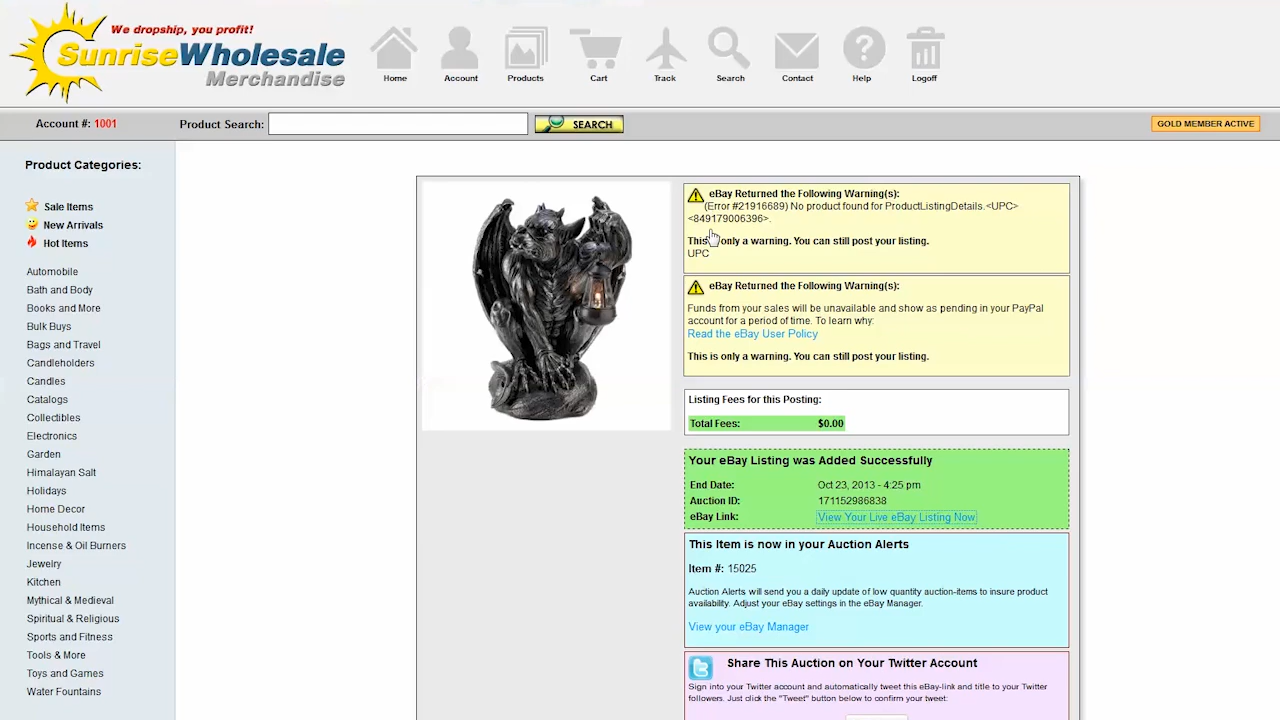 We dropship, you profit!
SunriseWholesale
Merchandise
Home
Account
Products
Cart
Track
Search
Contact
Help
Logoff
Account #: 1001
Product Search:
SEARCH
GOLD MEMBER ACTIVE
Product Categories:
Sale Items
New Arrivals
Hot Items
Automobile
Bath and Body
Books and More
Bulk Buys
Bags and Travel
Candleholders
Candles
Catalogs
Collectibles
Electronics
Garden
Himalayan Salt
Holidays
Home Decor
Household Items
Incense & Oil Burners
Jewelry
Kitchen
Mythical & Medieval
Spiritual & Religious
Sports and Fitness
Tools & More
Toys and Games
Water Fountains
eBay Returned the Following Warning(s):
(Error #21916689) No product found for ProductListingDetails.<UPC>
<849179006396>.
This only a warning. You can still post your listing.
UPC
eBay Returned the Following Warning(s):
Funds from your sales will be unavailable and show as pending in your PayPal
account for a period of time. To learn why:
Read the eBay User Policy
This is only a warning. You can still post your listing.
Listing Fees for this Posting:
Total Fees: $0.00
Your eBay Listing was Added Successfully
End Date: Oct 23, 2013 - 4:25 pm
Auction ID: 171152986838
eBay Link: View Your Live eBay Listing Now
This Item is now in your Auction Alerts
Item #: 15025
Auction Alerts will send you a daily update of low quantity auction-items to insure product
availability. Adjust your eBay settings in the eBay Manager.
View your eBay Manager
Share This Auction on Your Twitter Account
Sign into your Twitter account and automatically tweet this eBay-link and title to your Twitter
followers. Just click the "Tweet" button below to confirm your tweet: